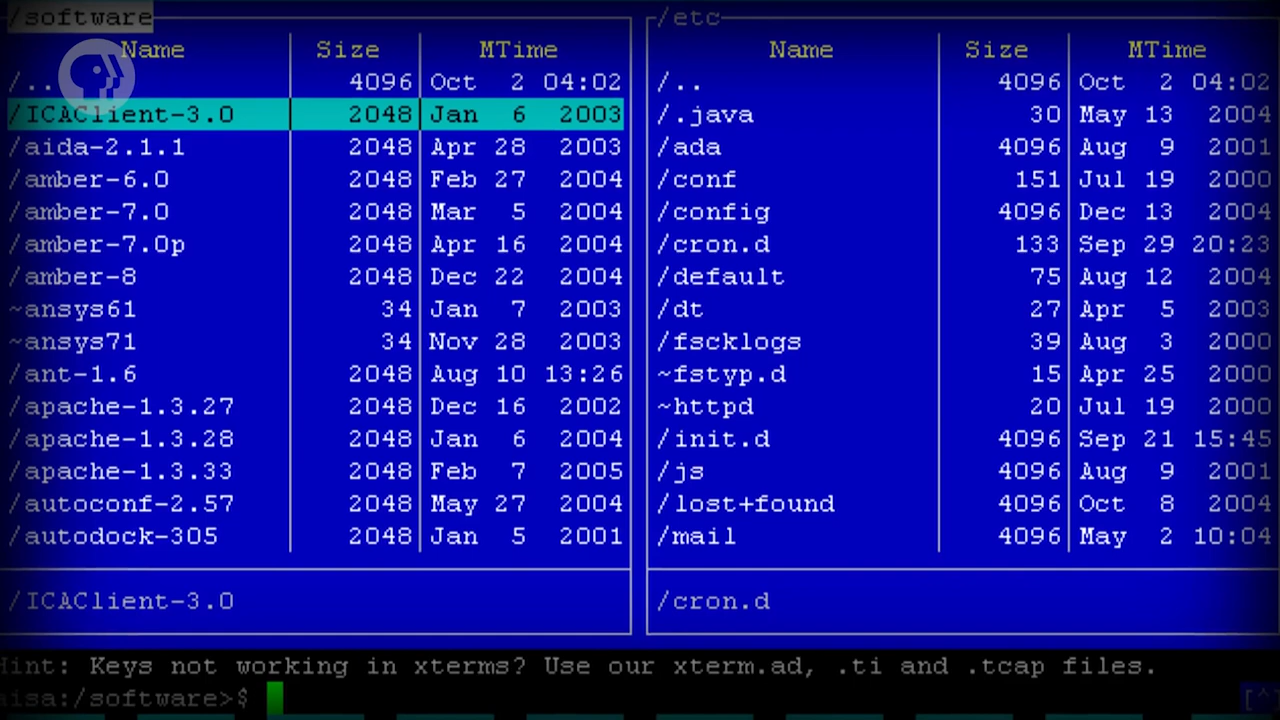 /software
Name Size MTime
/.. 4096 Oct 2 04:02
/ICAClient-3.0 2048 Jan 6 2003
/aida-2.1.1 2048 Apr 28 2003
/amber-6.0 2048 Feb 27 2004
/amber-7.0 2048 Mar 5 2004
/amber-7.0p 2048 Apr 16 2004
/amber-8 2048 Dec 22 2004
~ansys61 34 Jan 7 2003
~ansys71 34 Nov 28 2003
/ant-1.6 2048 Aug 10 13:26
/apache-1.3.27 2048 Dec 16 2002
/apache-1.3.28 2048 Jan 6 2004
/apache-1.3.33 2048 Feb 7 2005
/autoconf-2.57 2048 May 27 2004
/autodock-305 2048 Jan 5 2001
/ICAClient-3.0
/etc
Name Size MTime
/.. 4096 Oct 2 04:02
/.java 30 May 13 2004
/ada 4096 Aug 9 2001
/conf 151 Jul 19 2000
/config 4096 Dec 13 2004
/cron.d 133 Sep 29 20:23
/default 75 Aug 12 2004
/dt 27 Apr 5 2003
/fscklogs 39 Aug 3 2000
~fstyp.d 15 Apr 25 2000
~httpd 20 Jul 19 2000
/init.d 4096 Sep 21 15:45
/js 4096 Aug 9 2001
/lost+found 4096 Oct 8 2004
/mail 4096 May 2 10:04
/cron.d
Hint: Keys not working in xterms? Use our xterm.ad, .ti and .tcap files.
aisa:/software>$
[^